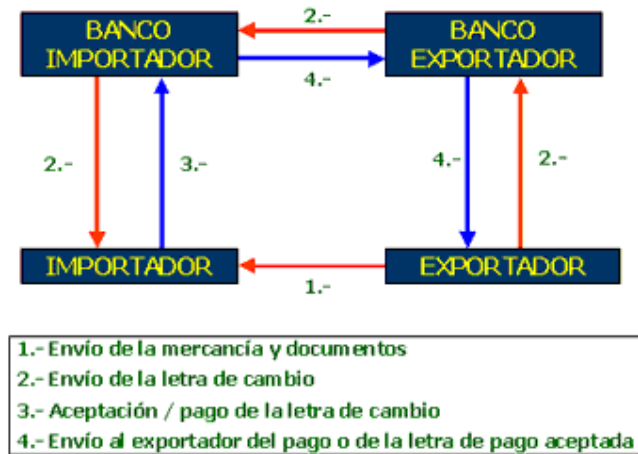 2.-
BANCO
IMPORTADOR
BANCO
EXPORTADOR
4.-
2.-
3.-
4.-
2.-
IMPORTADOR
EXPORTADOR
1.-
1.- Envío de la mercancía y documentos
2.- Envío de la letra de cambio
3.- Aceptación / pago de la letra de cambio
4.- Envío al exportador del pago o de la letra de pago aceptada